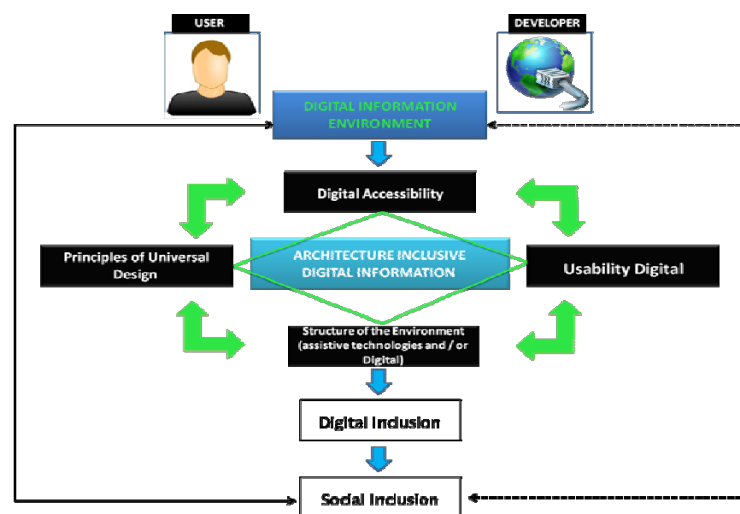 USER
DEVELOPER
DIGITAL INFORMATION
ENVIRONMENT
Digital Accessibility
Principles of Universal
Design
ARCHITECTURE INCLUSIVE
DIGITAL INFORMATION
Usability Digital
Structure of the Environment
(assistive technologies and / or
Digital)
Digital Inclusion
Social Inclusion